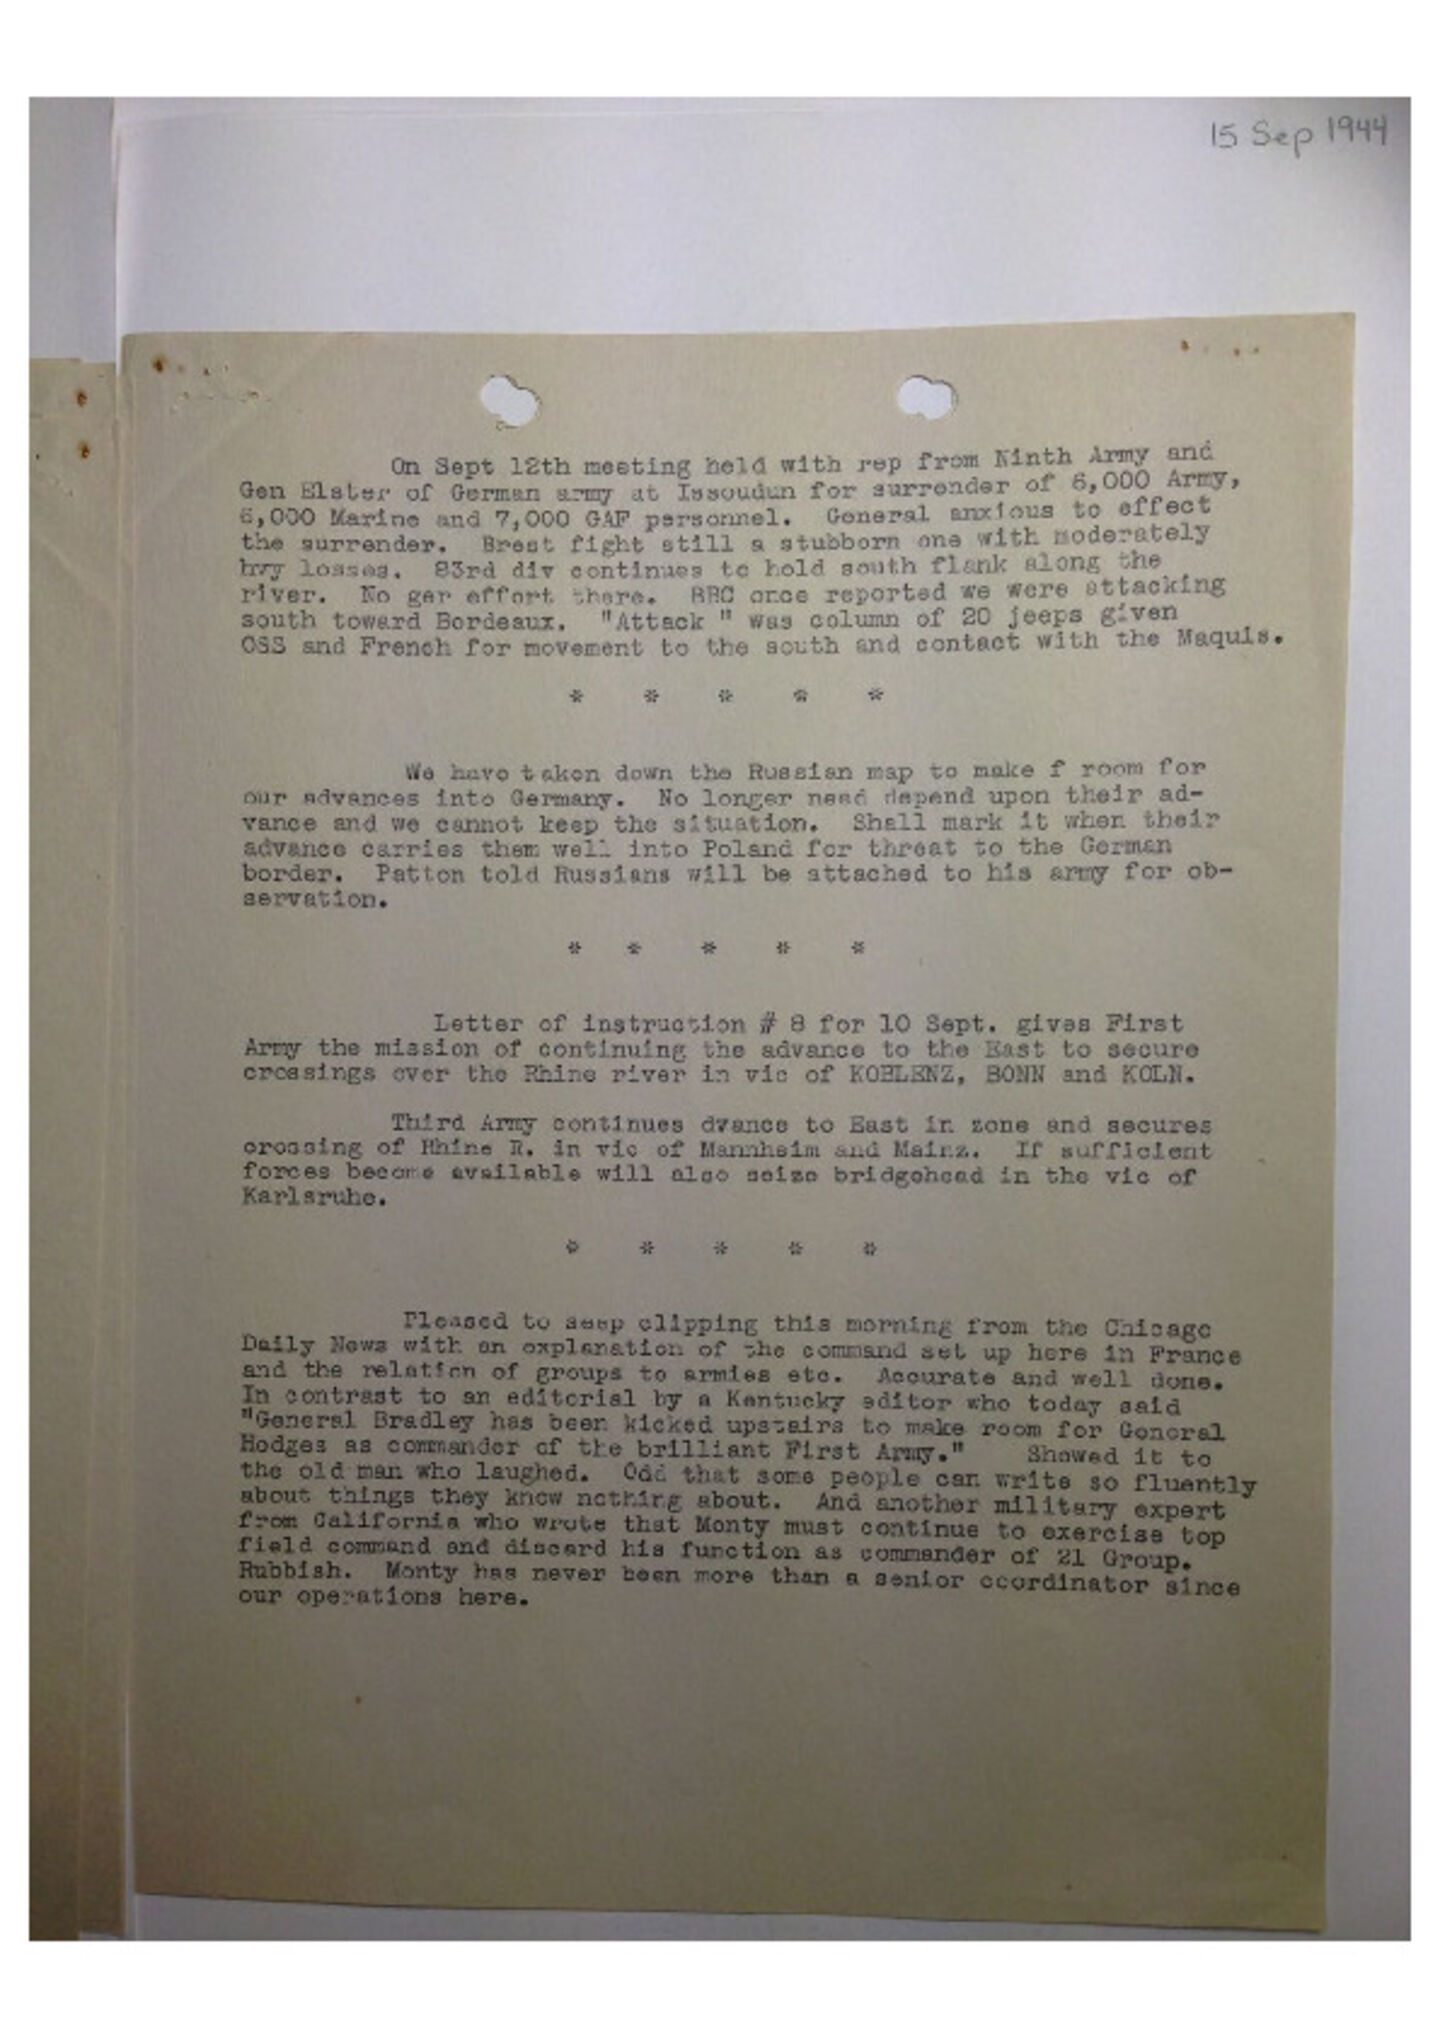 15 Sep 1944
On Sept 12th meeting held with rep from Ninth Army and
Gen Elster of German army at Issoudun for surrender of 6,000 Army,
6,000 Marine and 7,000 GAF personnel. General anxious to effect
the surrender. Brest fight still a stubborn one with moderately
hvy losses. 83rd div continues to hold south flank along the
river. No ger effort there. BBC once reported we were attacking
south toward Bordeaux. "Attack " was column of 20 jeeps given
OSS and French for movement to the south and contact with the Maquis.
* * * * *
We have taken down the Russian map to make f room for
our advances into Germany. No longer need depend upon their ad-
vance and we cannot keep the situation. Shall mark it when their
advance carries them well into Poland for threat to the German
border. Patton told Russians will be attached to his army for ob-
servation.
* * * * *
Letter of instruction # 8 for 10 Sept. gives First
Army the mission of continuing the advance to the East to secure
crossings over the Rhine river in vic of KOBLENZ, BONN and KOLN.
Third Army continues dvance to East in zone and secures
crossing of Rhine R. in vic of Mannheim and Mainz. If sufficient
forces become available will also seize bridgehead in the vic of
Karlsruhe.
* * * * *
Pleased to seep clipping this morning from the Chicago
Daily News with an explanation of the command set up here in France
and the relation of groups to armies etc. Accurate and well done.
In contrast to an editorial by a Kentucky editor who today said
"General Bradley has been kicked upstairs to make room for General
Hodges as commander of the brilliant First Army." Showed it to
the old man who laughed. Odd that some people can write so fluently
about things they know nothing about. And another military expert
from California who wrote that Monty must continue to exercise top
field command and discard his function as commander of 21 Group.
Rubbish. Monty has never been more than a senior coordinator since
our operations here.